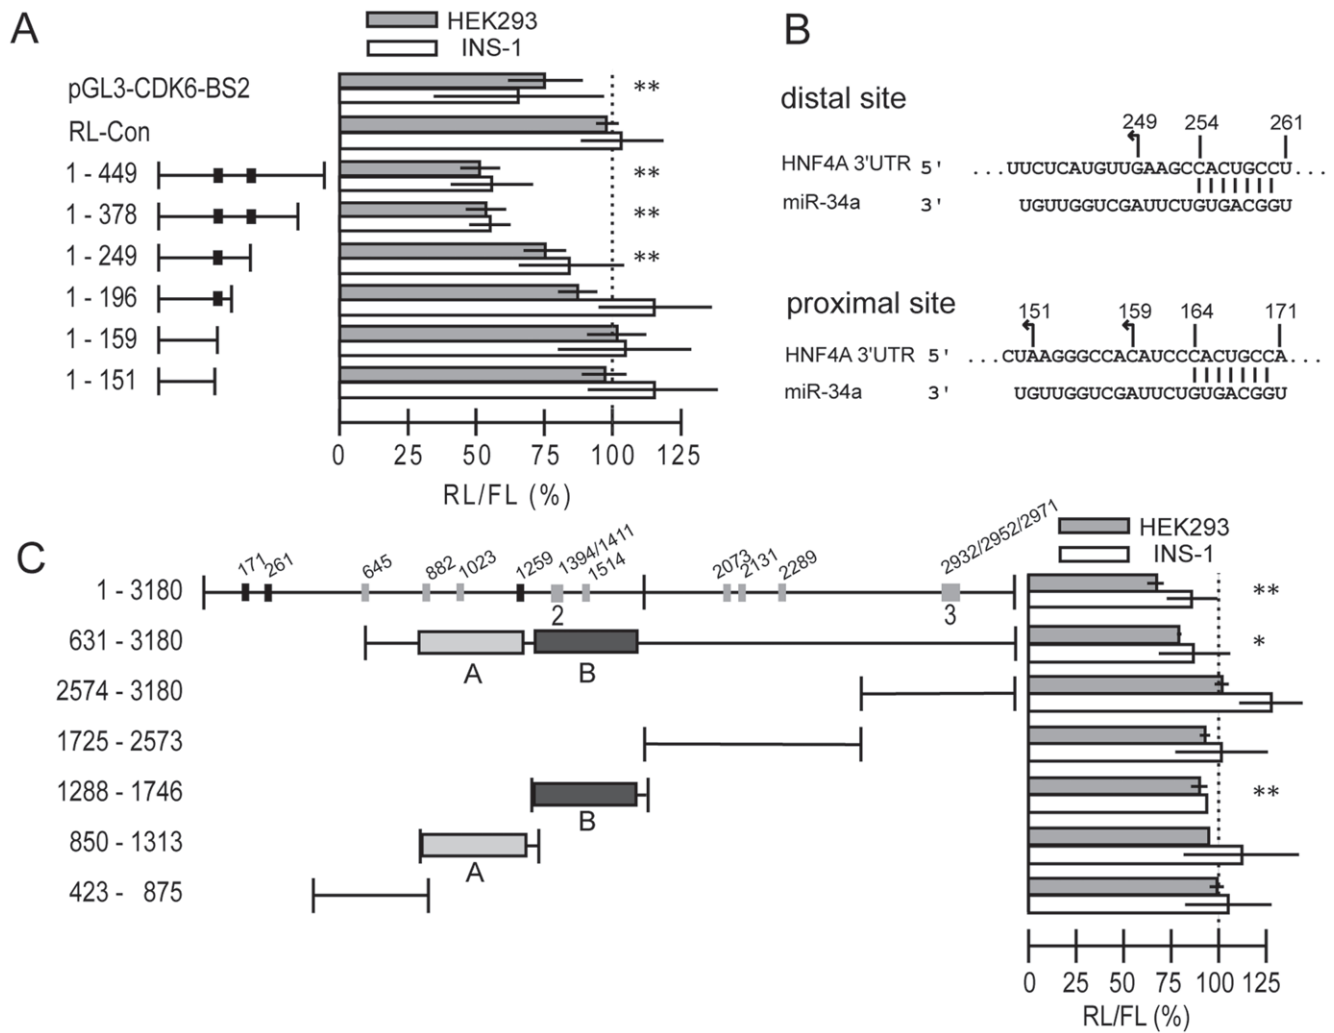 A
HEK293
INS-1
pGL3-CDK6-BS2
**
RL-Con
1 - 449
**
1 - 378
**
1 - 249
**
1 - 196
1 - 159
1 - 151
0 25 50 75 100 125
RL/FL (%)
B
distal site
249 254 261
HNF4A 3'UTR 5' ...UUCUCAUGUUGAAGCCACUGCCU...
miR-34a 3' UGUUGGUCGAUUCUGUGACGGU
proximal site
151 159 164 171
HNF4A 3'UTR 5' ...CUAAGGGCCACAUCCCACUGCCA...
miR-34a 3' UGUUGGUCGAUUCUGUGACGGU
C
HEK293
INS-1
171 261 645 882 1023 1259 1394/1411 1514 2073 2131 2289 2932/2952/2971
1 - 3180
**
2 3
631 - 3180
*
A B
2574 - 3180
1725 - 2573
1288 - 1746
**
B
850 - 1313
A
423 - 875
0 25 50 75 100 125
RL/FL (%)